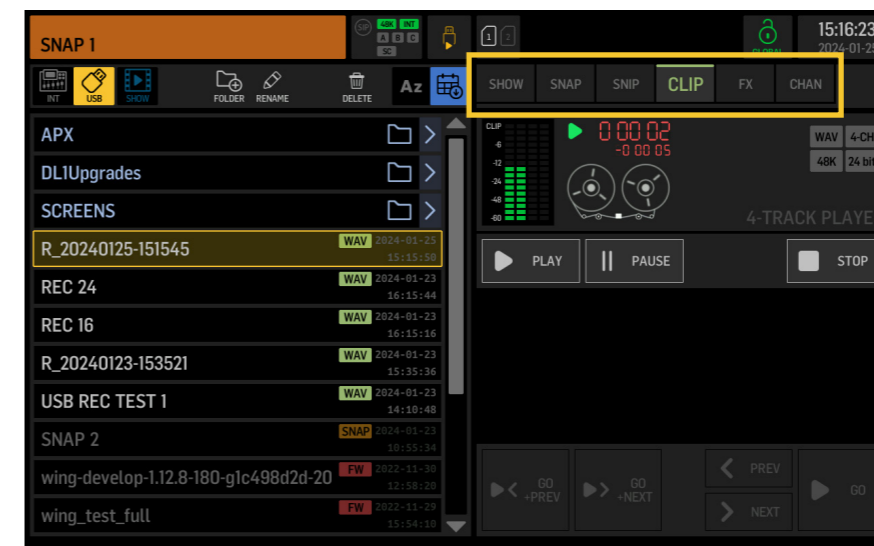 SNAP 1
SIP
48K INT
A B C
SC
1 2
GLOBAL
15:16:23
2024-01-25
INT
USB
SHOW
FOLDER
RENAME
DELETE
Az
SHOW SNAP SNIP CLIP FX CHAN
APX
DL1Upgrades
SCREENS
R_20240125-151545 WAV 2024-01-25
15:15:50
REC 24 WAV 2024-01-23
16:15:44
REC 16 WAV 2024-01-23
16:15:16
R_20240123-153521 WAV 2024-01-23
15:35:36
USB REC TEST 1 WAV 2024-01-23
14:10:48
SNAP 2 SNAP 2024-01-23
10:55:34
wing-develop-1.12.8-180-g1c498d2d-20 FW 2022-11-30
12:58:20
wing_test_full FW 2022-11-29
15:54:10
CLIP
-6
-12
-24
-48
-60
0 00 02
-0 00 05
WAV 4-CH
48K 24 bit
4-TRACK PLAYE
PLAY PAUSE STOP
GO
+PREV
GO
+NEXT
PREV
NEXT
GO